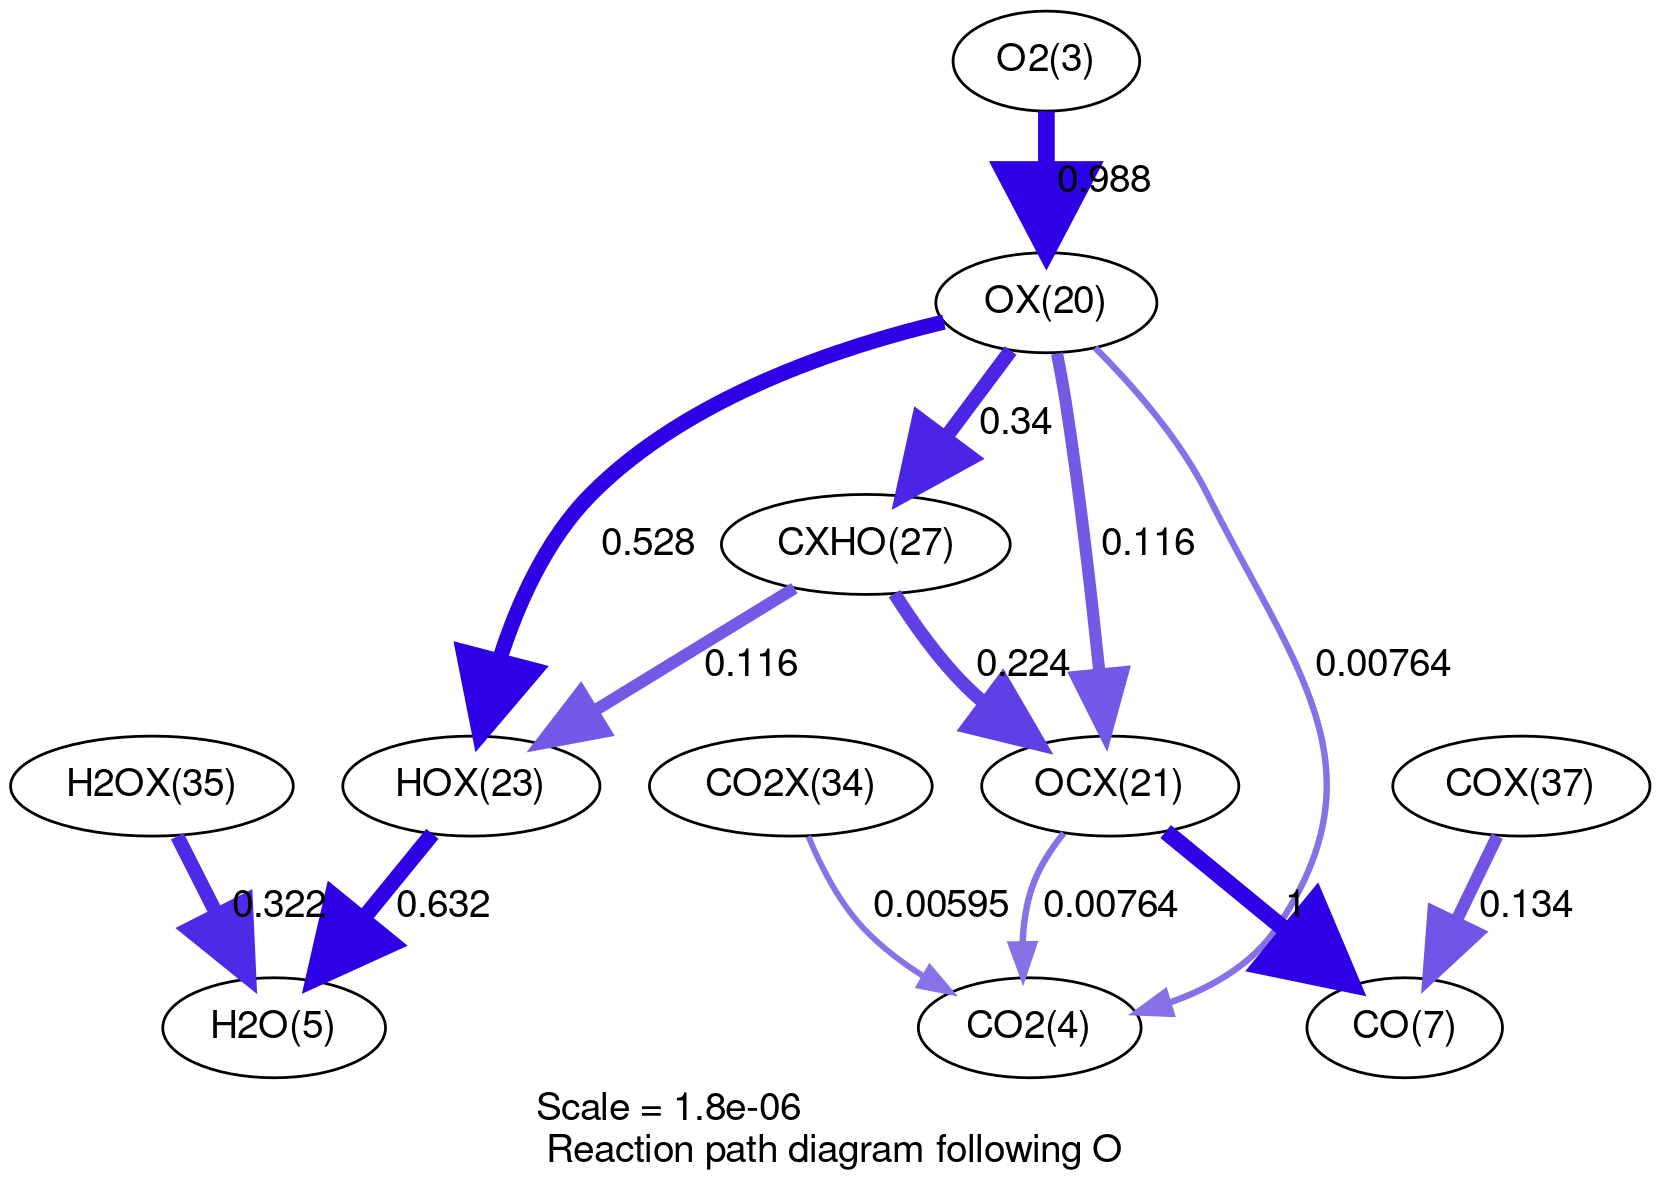 O2(3)
0.988
OX(20)
0.34
CXHO(27)
0.528
0.116
0.116
0.224
0.00764
H2OX(35)
HOX(23)
CO2X(34)
OCX(21)
COX(37)
0.322
0.632
0.00595
0.00764
1
0.134
H2O(5)
CO2(4)
CO(7)
Scale = 1.8e-06
Reaction path diagram following O